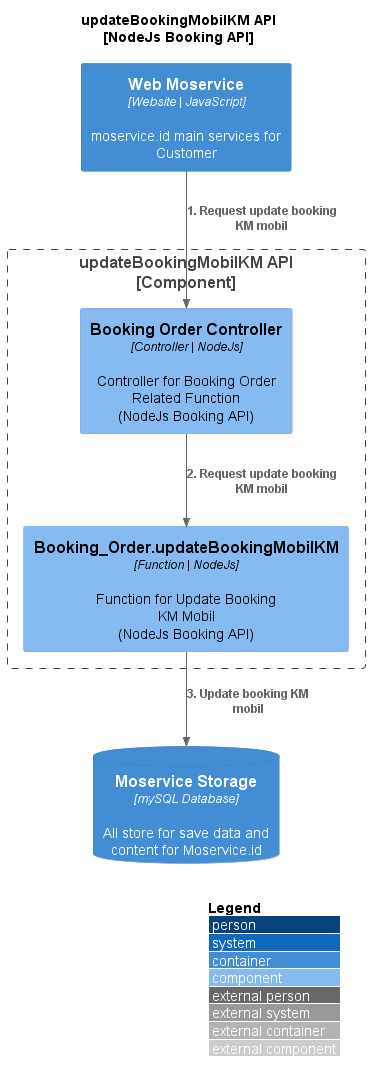 updateBookingMobilKM API
[NodeJs Booking API]
Web Moservice
[Website | JavaScript]
moservice.id main services for
Customer
1. Request update booking
KM mobil
updateBookingMobilKM API
[Component]
Booking Order Controller
[Controller | NodeJs]
Controller for Booking Order
Related Function
(NodeJs Booking API)
2. Request update booking
KM mobil
Booking_Order.updateBookingMobilKM
[Function | NodeJs]
Function for Update Booking
KM Mobil
(NodeJs Booking API)
3. Update booking KM
mobil
Moservice Storage
[mySQL Database]
All store for save data and
content for Moservice.id
Legend
person
system
container
component
external person
external system
external container
external component